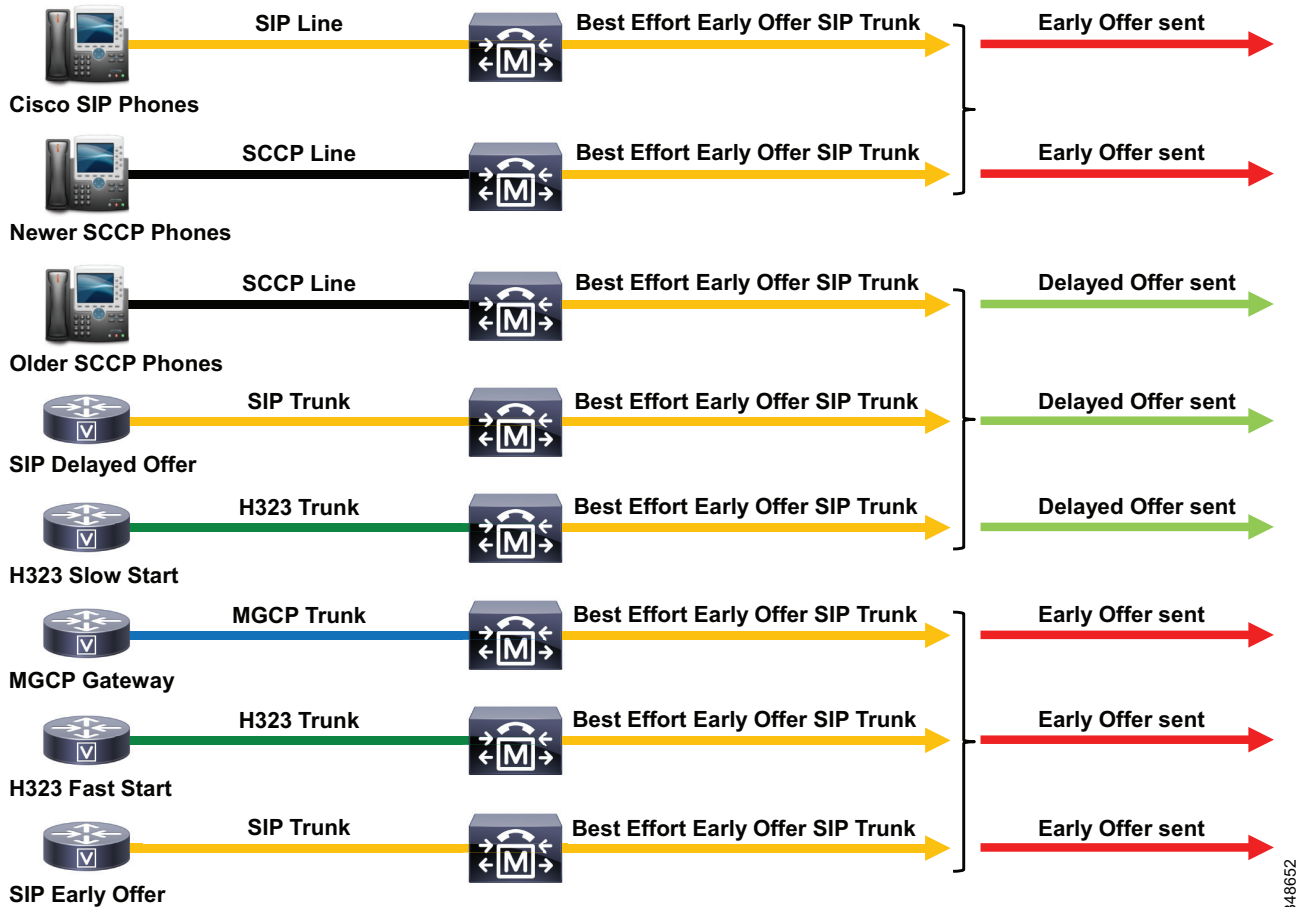 SIP Line
Best Effort Early Offer SIP Trunk
Early Offer sent
M
Cisco SIP Phones
SCCP Line
Best Effort Early Offer SIP Trunk
Early Offer sent
M
Newer SCCP Phones
SCCP Line
Best Effort Early Offer SIP Trunk
Delayed Offer sent
M
Older SCCP Phones
SIP Trunk
Best Effort Early Offer SIP Trunk
Delayed Offer sent
V
M
SIP Delayed Offer
H323 Trunk
Best Effort Early Offer SIP Trunk
Delayed Offer sent
V
M
H323 Slow Start
MGCP Trunk
Best Effort Early Offer SIP Trunk
Early Offer sent
V
M
MGCP Gateway
H323 Trunk
Best Effort Early Offer SIP Trunk
Early Offer sent
V
M
H323 Fast Start
SIP Trunk
Best Effort Early Offer SIP Trunk
Early Offer sent
V
M
SIP Early Offer
348652